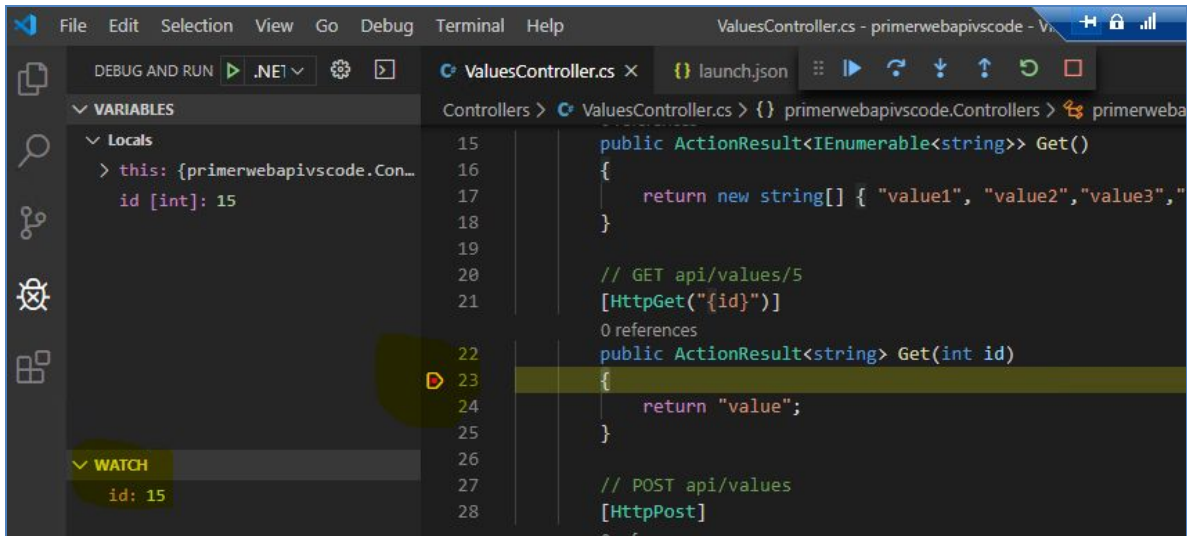 File Edit Selection View Go Debug Terminal Help ValuesController.cs - primerwebapivscode - V
DEBUG AND RUN .NET
ValuesController.cs launch.json
VARIABLES
Controllers > ValuesController.cs > {} primerwebapivscode.Controllers > primerweba
Locals
this: {primerwebapivscode.Con...
id [int]: 15
15 public ActionResult<IEnumerable<string>> Get()
16 {
17 return new string[] { "value1", "value2","value3","
18 }
19
20 // GET api/values/5
21 [HttpGet("{id}")]
0 references
22 public ActionResult<string> Get(int id)
23 {
24 return "value";
25 }
26
27 // POST api/values
28 [HttpPost]
WATCH
id: 15